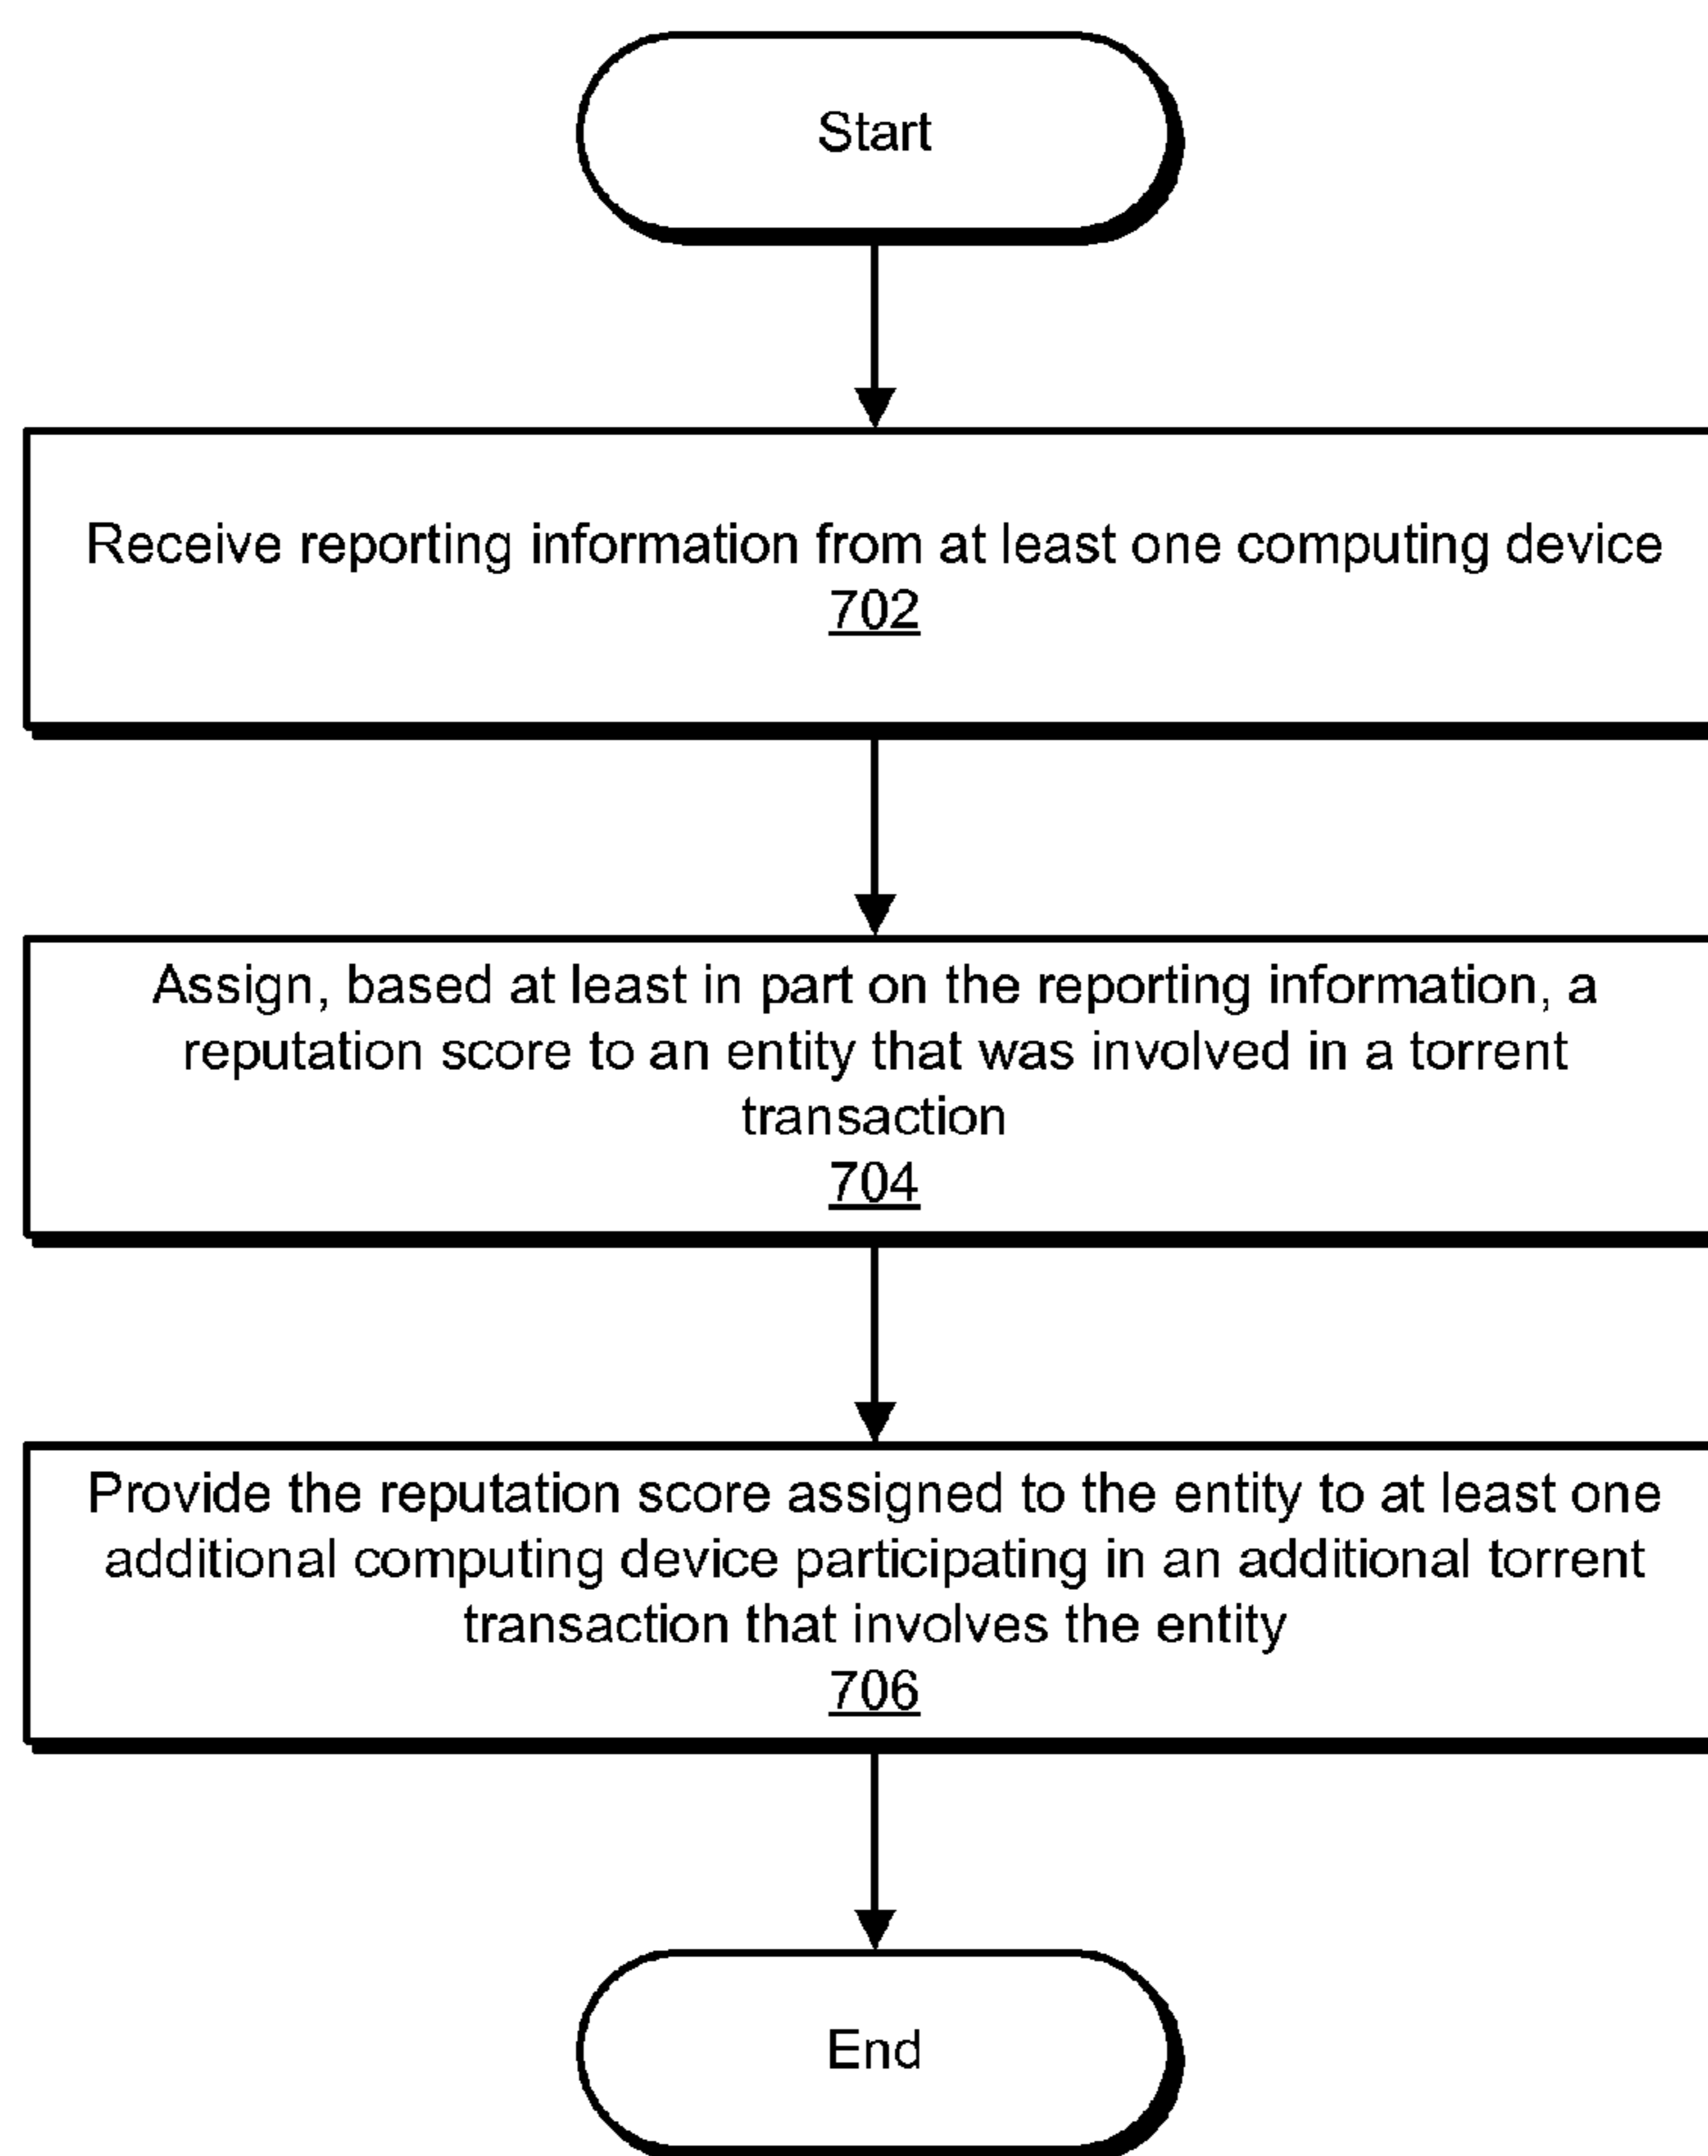 Start
Receive reporting information from at least one computing device
702
Assign, based at least in part on the reporting information, a
reputation score to an entity that was involved in a torrent
transaction
704
Provide the reputation score assigned to the entity to at least one
additional computing device participating in an additional torrent
transaction that involves the entity
706
End